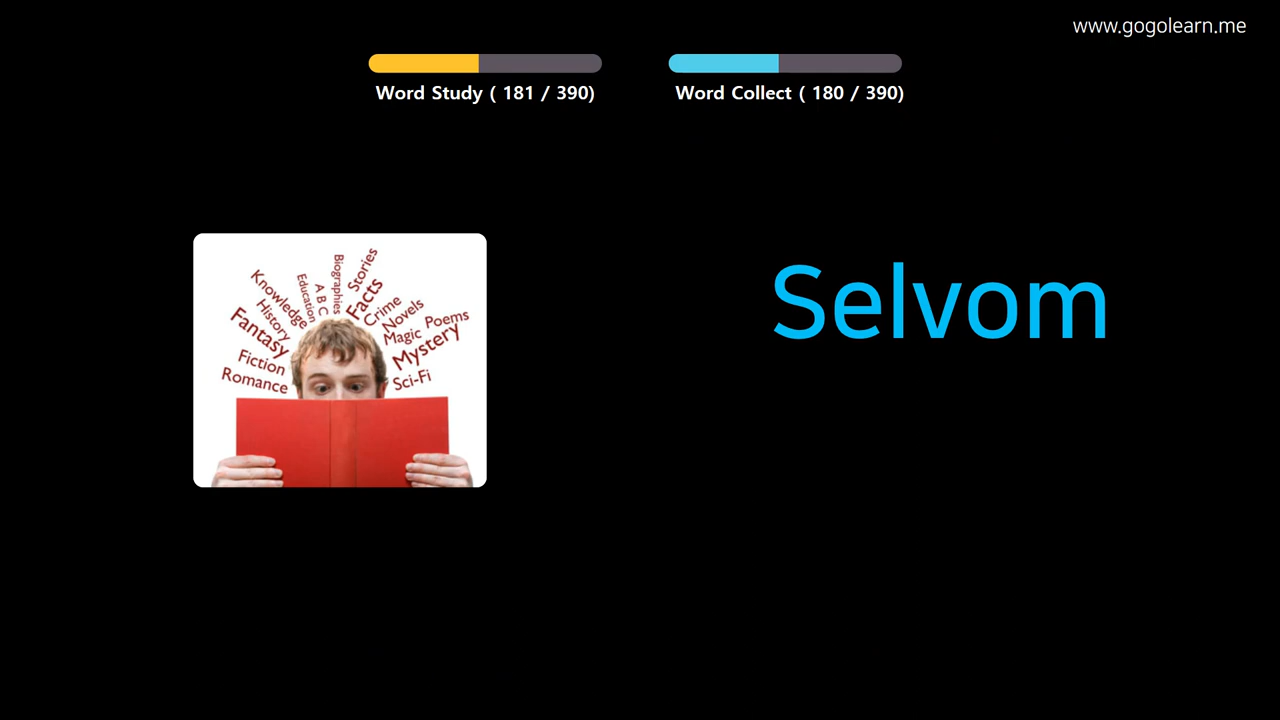 www.gogolearn.me
Word Study ( 181 / 390)
Word Collect ( 180 / 390)
Selvom
Stories
Biographies
Facts
Knowledge
Education
A B C
Crime
History
Novels
Fantasy
Magic
Poems
Mystery
Fiction
Romance
Sci-Fi